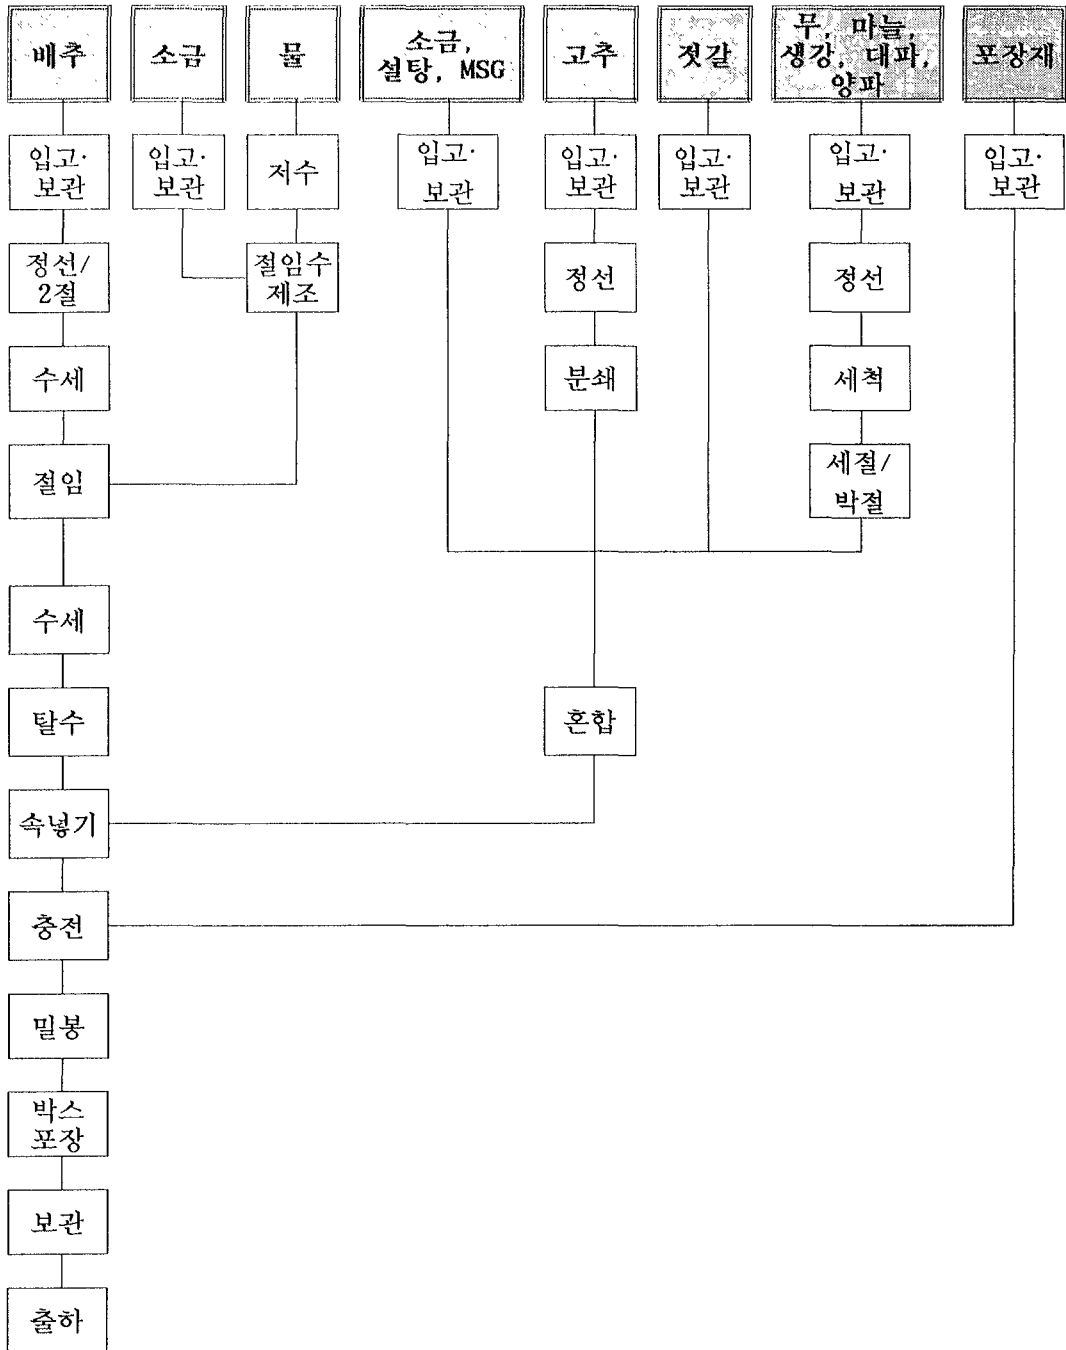 배추
소금
물
소금,
설탕, MSG
고추
젓갈
무, 마늘,
생강, 대파,
양파
포장재
입고·
보관
입고·
보관
저수
입고·
보관
입고·
보관
입고·
보관
입고·
보관
입고·
보관
정선/
2절
절임수
제조
정선
정선
수세
분쇄
세척
절임
세절/
박절
수세
탈수
혼합
속넣기
충전
밀봉
박스
포장
보관
출하